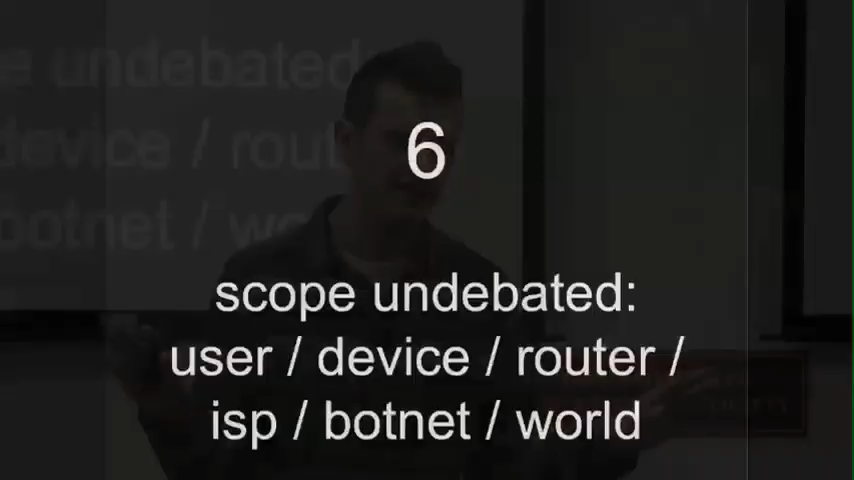 6
scope undebated:
user / device / router /
isp / botnet / world